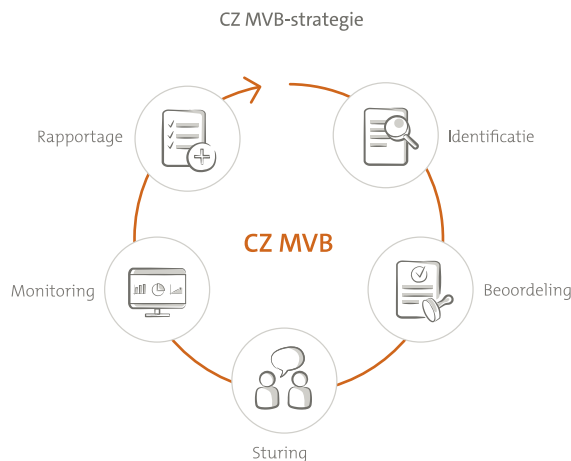 CZ MVB-strategie
Rapportage
Identificatie
CZ MVB
Monitoring
Beoordeling
Sturing